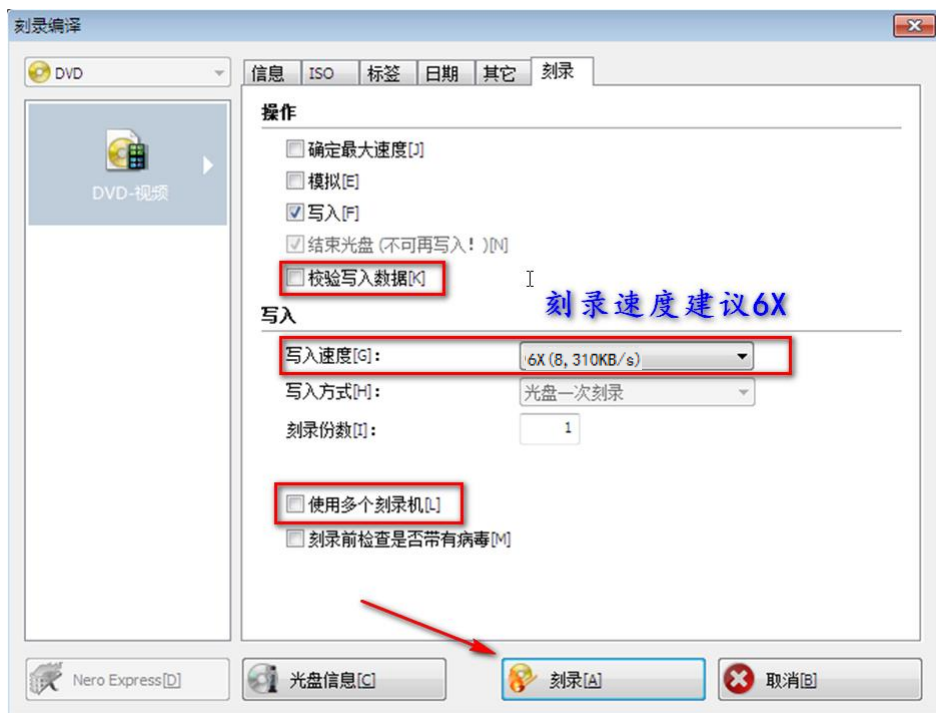 刻录编译
DVD
信息 ISO 标签 日期 其它 刻录
操作
确定最大速度[J]
模拟[E]
写入[F]
结束光盘(不可再写入!)[N]
校验写入数据[K]
DVD-视频
刻录速度建议6X
写入
写入速度[G]: 6X(8,310KB/s)
写入方式[H]: 光盘一次刻录
刻录份数[I]: 1
使用多个刻录机[L]
刻录前检查是否带有病毒[M]
Nero Express[D] 光盘信息[C] 刻录[A] 取消[B]